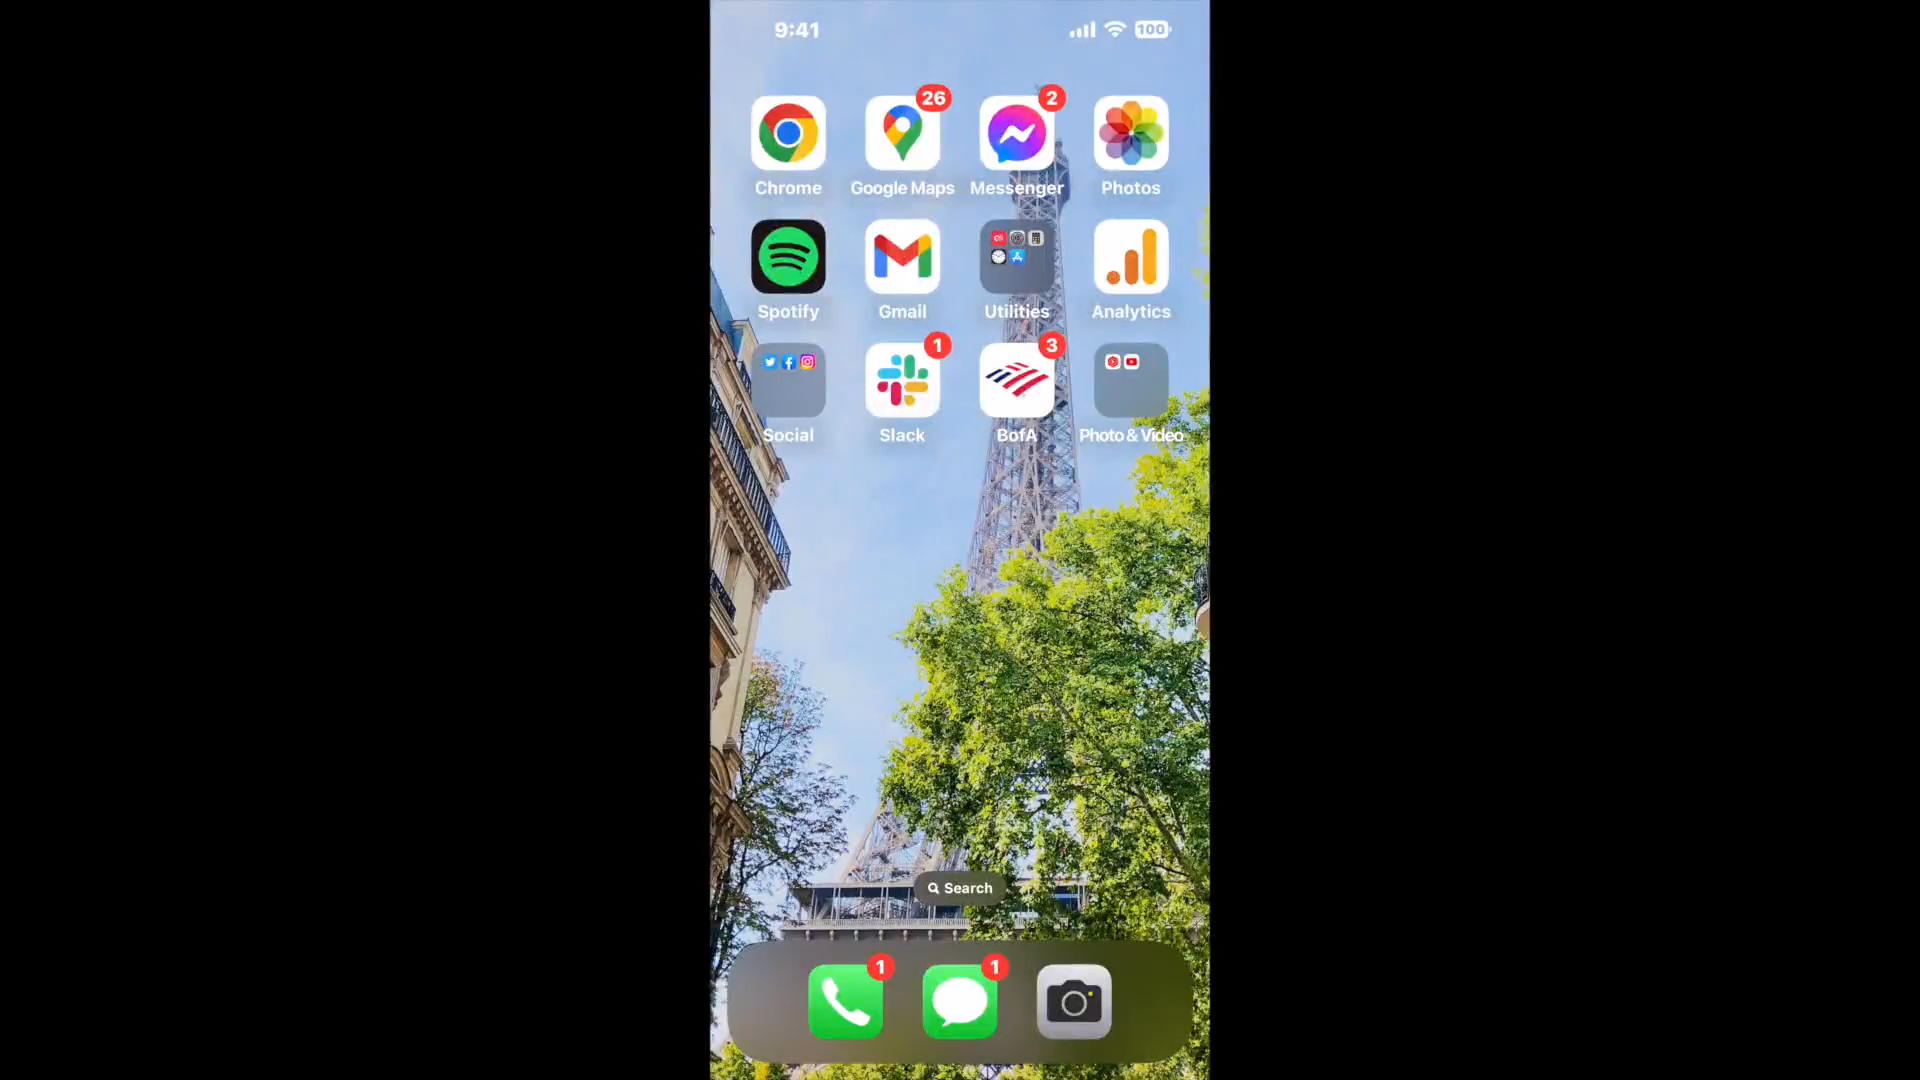 9:41
100
26
2
Chrome
Google Maps
Messenger
Photos
Spotify
Gmail
Utilities
Analytics
1
3
Social
Slack
BofA
Photo & Video
Search
1
1